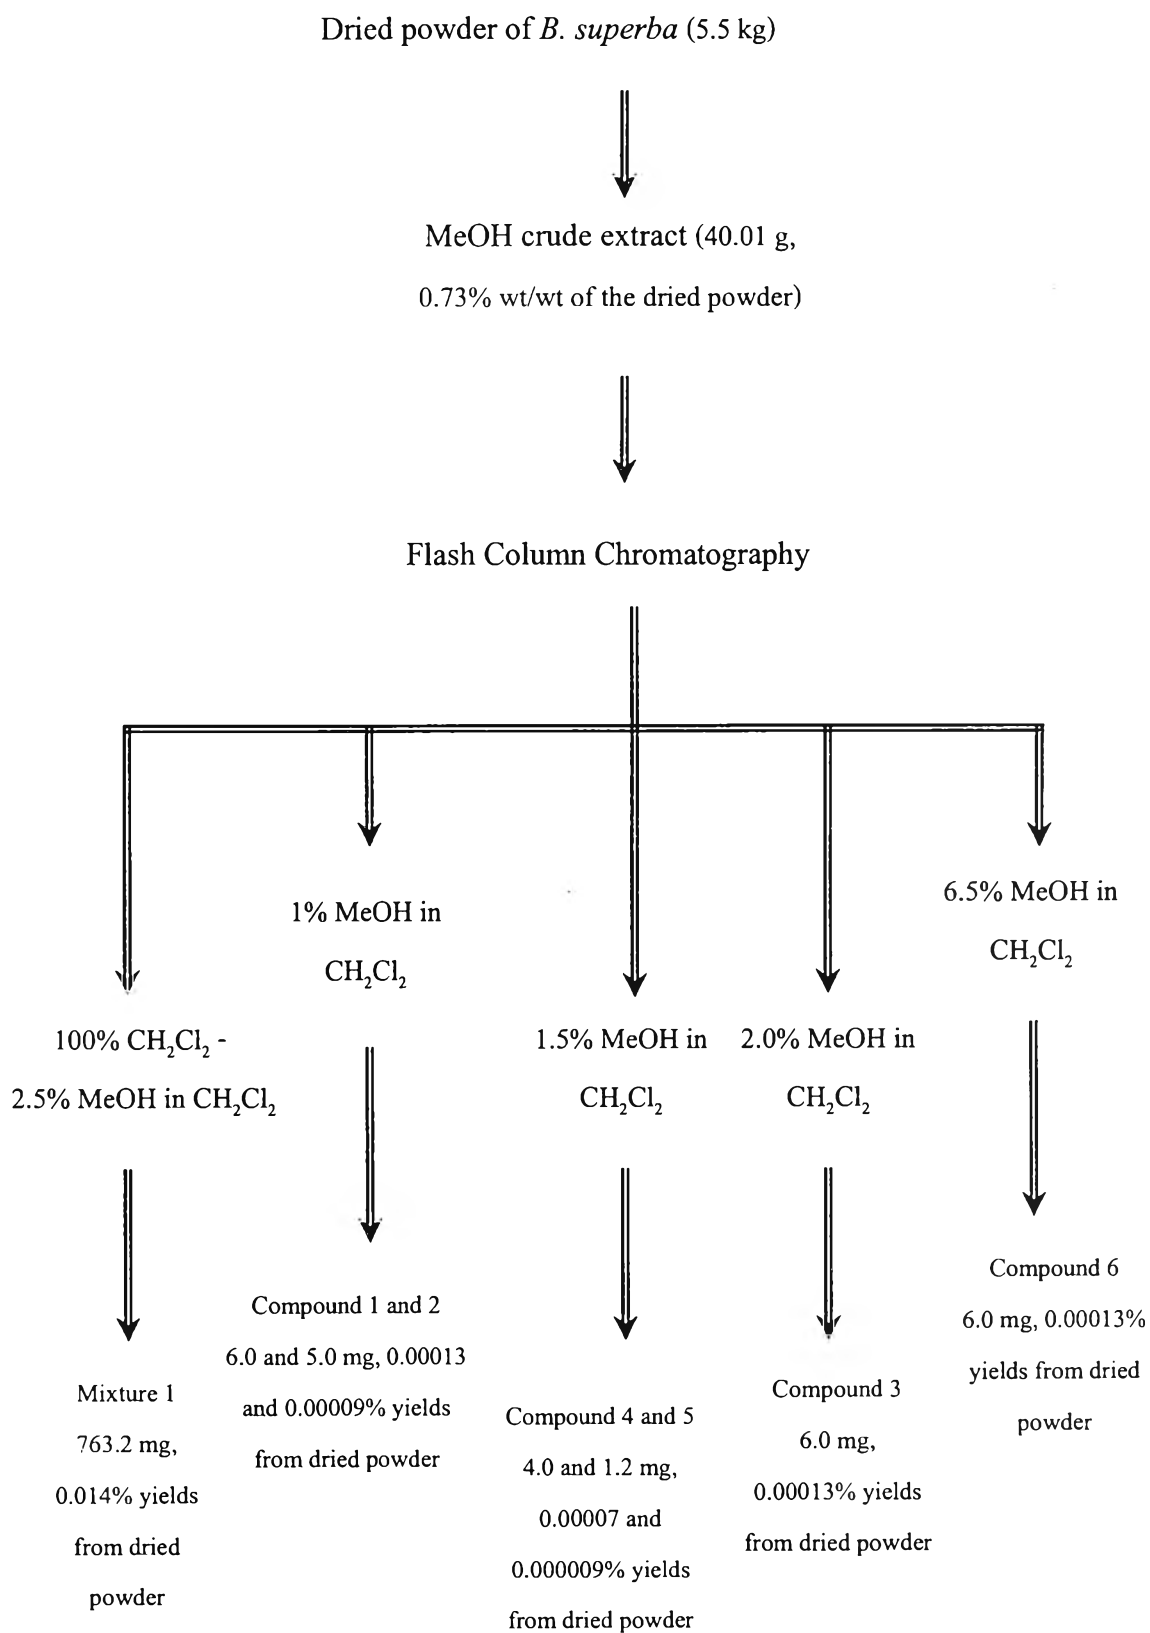 Dried powder of B. superba (5.5 kg)
MeOH crude extract (40.01 g,
0.73% wt/wt of the dried powder)
Flash Column Chromatography
100% CH₂Cl₂ -
2.5% MeOH in CH₂Cl₂
1% MeOH in
CH₂Cl₂
1.5% MeOH in
CH₂Cl₂
2.0% MeOH in
CH₂Cl₂
6.5% MeOH in
CH₂Cl₂
Mixture 1
763.2 mg,
0.014% yields
from dried
powder
Compound 1 and 2
6.0 and 5.0 mg, 0.00013
and 0.00009% yields
from dried powder
Compound 4 and 5
4.0 and 1.2 mg,
0.00007 and
0.000009% yields
from dried powder
Compound 3
6.0 mg,
0.00013% yields
from dried powder
Compound 6
6.0 mg, 0.00013%
yields from dried
powder